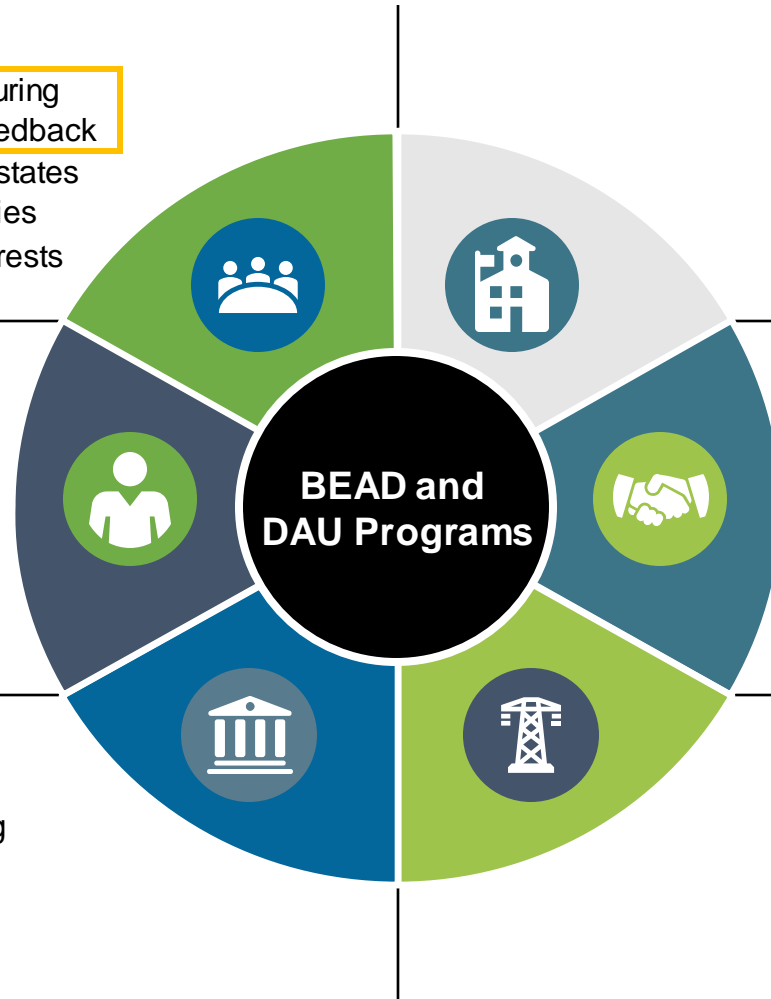 uring
edback
states
ies
rests
BEAD and
DAU Programs
g